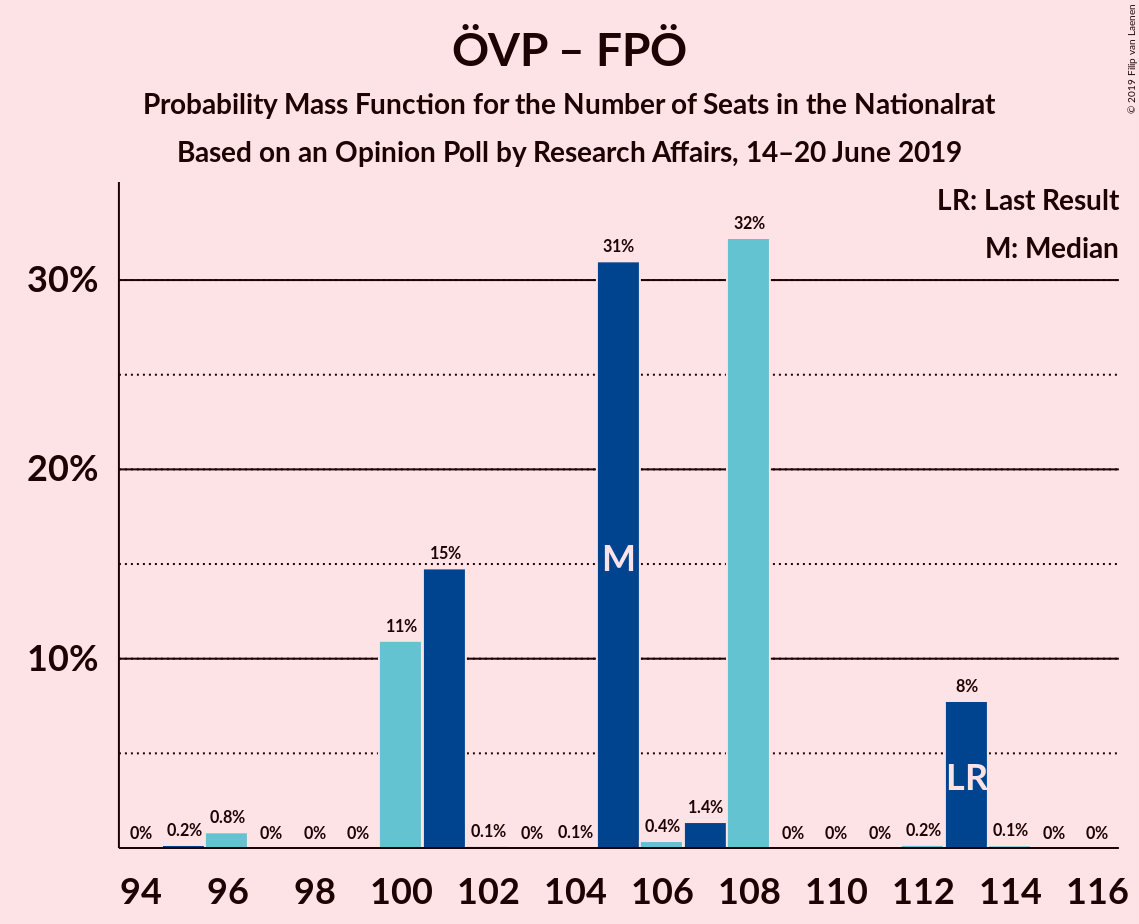 ÖVP – FPÖ
Probability Mass Function for the Number of Seats in the Nationalrat
Based on an Opinion Poll by Research Affairs, 14–20 June 2019
© 2019 Filip van Laenen
LR: Last Result
M: Median
30%
20%
10%
0%
0.2%
0.8%
0%
0%
0%
11%
15%
0.1%
0%
0.1%
31%
0.4%
1.4%
32%
0%
0%
0%
0.2%
8%
0.1%
0%
0%
M
LR
94 96 98 100 102 104 106 108 110 112 114 116